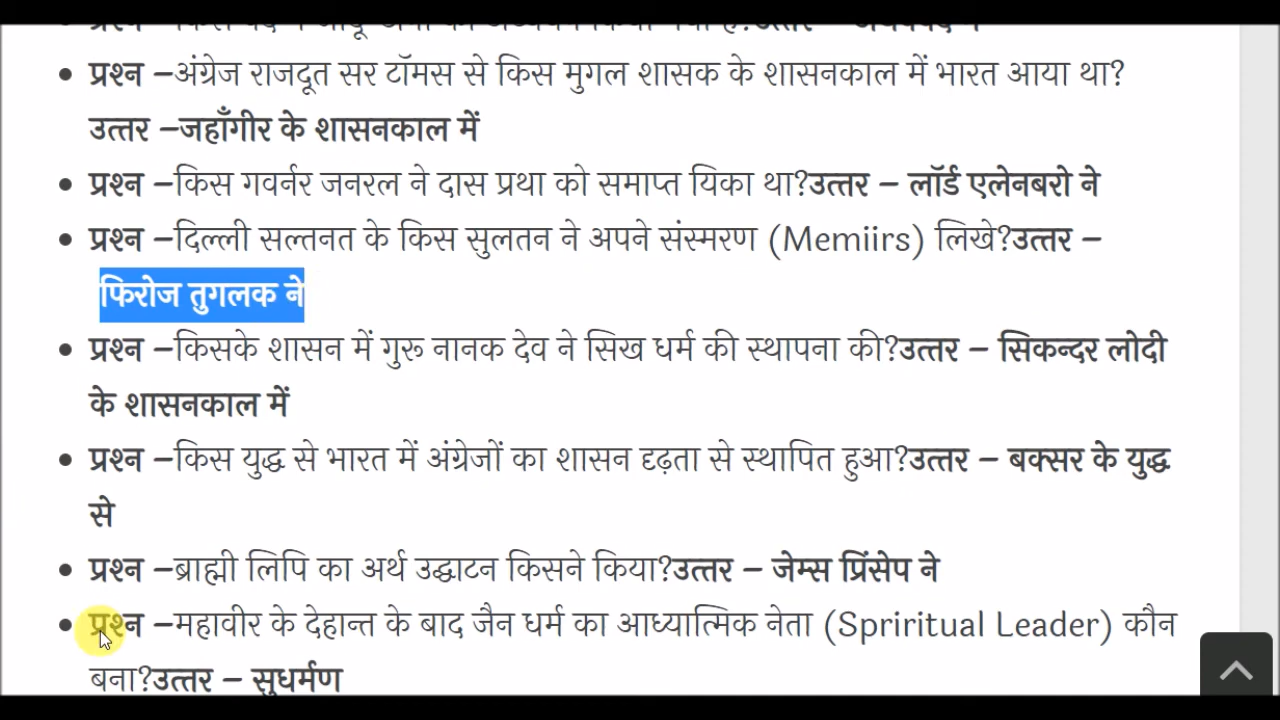 प्रश्न –अंग्रेज राजदूत सर टॉमस से किस मुगल शासक के शासनकाल में भारत आया था?
उत्तर –जहाँगीर के शासनकाल में
प्रश्न –किस गवर्नर जनरल ने दास प्रथा को समाप्त यिका था?उत्तर – लॉर्ड एलेनबरो ने
प्रश्न –दिल्ली सल्तनत के किस सुलतन ने अपने संस्मरण (Memiirs) लिखे?उत्तर –
फिरोज तुगलक ने
प्रश्न –किसके शासन में गुरू नानक देव ने सिख धर्म की स्थापना की?उत्तर – सिकन्दर लोदी
के शासनकाल में
प्रश्न –किस युद्ध से भारत में अंग्रेजों का शासन दृढ़ता से स्थापित हुआ?उत्तर – बक्सर के युद्ध
से
प्रश्न –ब्राह्मी लिपि का अर्थ उद्घाटन किसने किया?उत्तर – जेम्स प्रिंसेप ने
प्रश्न –महावीर के देहान्त के बाद जैन धर्म का आध्यात्मिक नेता (Spriritual Leader) कौन
बना?उत्तर – सुधर्मण